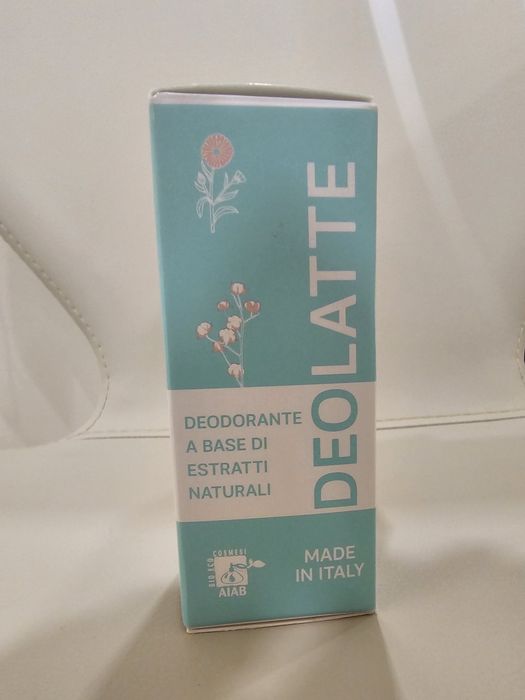 DEOLATTE
DEODORANTE
A BASE DI
ESTRATTI
NATURALI
BIO ECO COSMESI
AIAB
MADE
IN ITALY